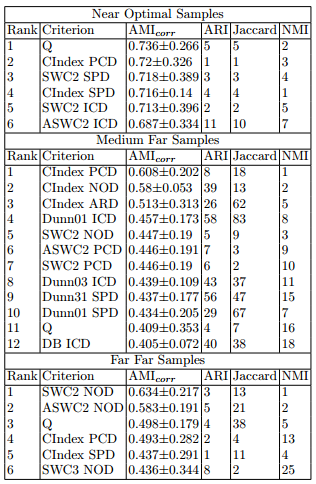 Near Optimal Samples
Rank Criterion AMIcorr ARI Jaccard NMI
1 Q 0.736±0.266 5 5 2
2 CIndex PCD 0.72±0.326 1 1 3
3 SWC2 SPD 0.718±0.389 3 3 4
4 CIndex SPD 0.716±0.14 4 4 1
5 SWC2 ICD 0.713±0.396 2 2 5
6 ASWC2 ICD 0.687±0.334 11 10 7
Medium Far Samples
Rank Criterion AMIcorr ARI Jaccard NMI
1 CIndex PCD 0.608±0.202 8 18 1
2 CIndex NOD 0.58±0.053 39 13 2
3 CIndex ARD 0.513±0.313 26 62 5
4 Dunn01 ICD 0.457±0.173 58 83 8
5 SWC2 NOD 0.447±0.19 5 9 3
6 ASWC2 PCD 0.446±0.191 7 3 9
7 SWC2 PCD 0.446±0.19 6 2 10
8 Dunn03 ICD 0.439±0.109 43 37 11
9 Dunn31 SPD 0.437±0.177 56 47 15
10 Dunn01 SPD 0.434±0.205 29 67 7
11 Q 0.409±0.353 4 7 16
12 DB ICD 0.405±0.072 40 38 18
Far Far Samples
Rank Criterion AMIcorr ARI Jaccard NMI
1 SWC2 NOD 0.634±0.217 3 13 1
2 ASWC2 NOD 0.583±0.191 5 21 2
3 Q 0.498±0.179 4 38 5
4 CIndex PCD 0.493±0.282 2 4 13
5 CIndex SPD 0.437±0.291 1 11 4
6 SWC3 NOD 0.436±0.344 8 2 25